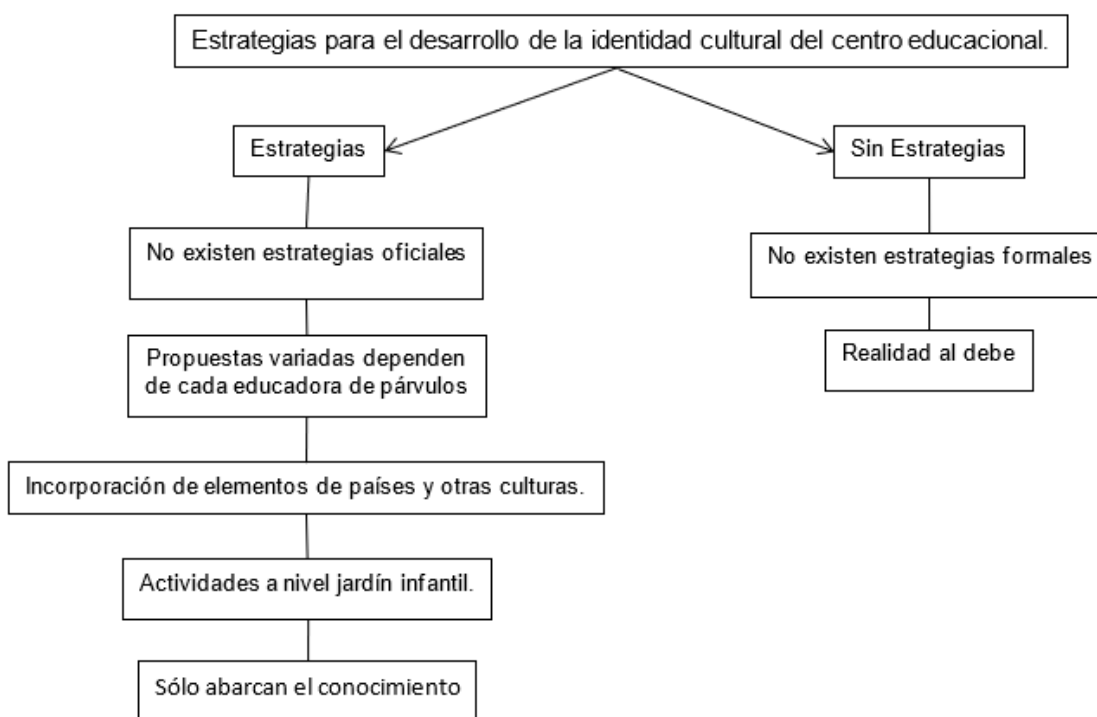 Estrategias para el desarrollo de la identidad cultural del centro educacional.
Estrategias
Sin Estrategias
No existen estrategias oficiales
No existen estrategias formales
Propuestas variadas dependen
de cada educadora de párvulos
Realidad al debe
Incorporación de elementos de países y otras culturas.
Actividades a nivel jardín infantil.
Sólo abarcan el conocimiento